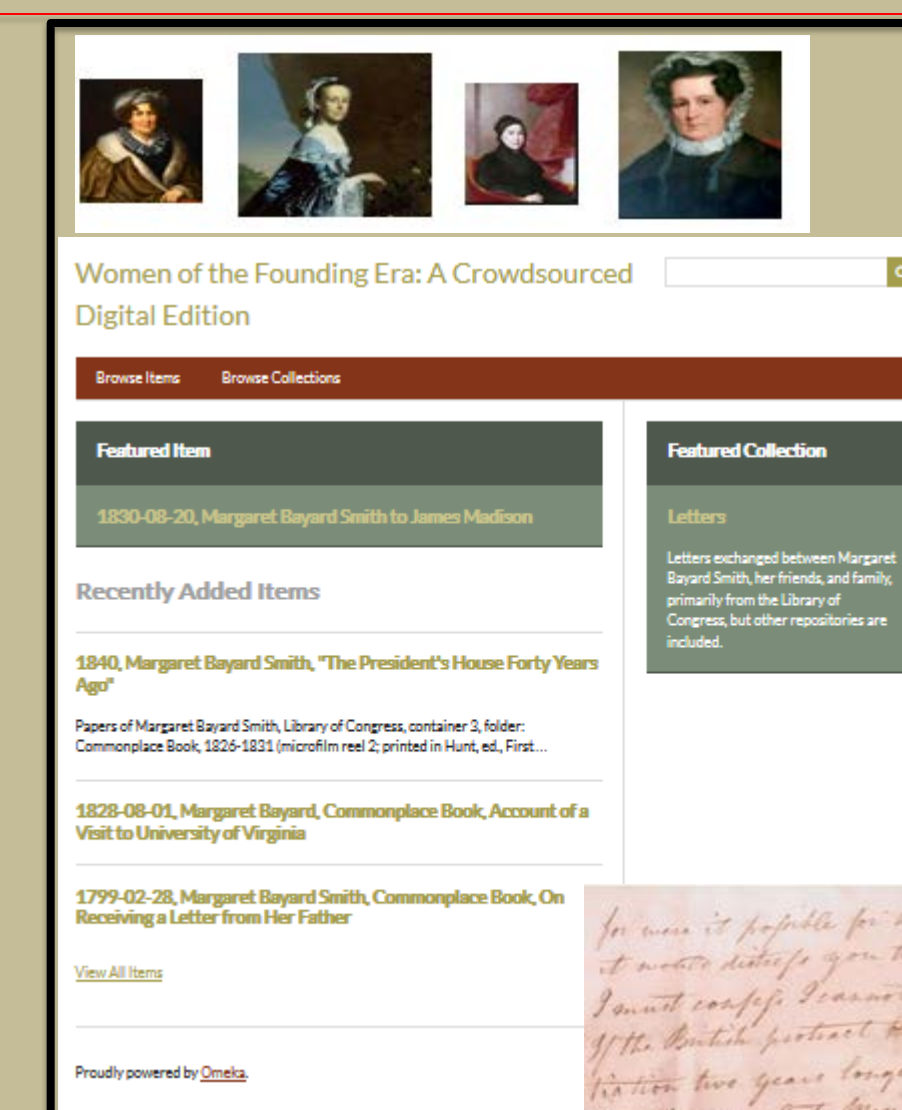 Women of the Founding Era: A Crowdsourced
Digital Edition
Browse Items Browse Collections
Featured Item
1830-08-20, Margaret Bayard Smith to James Madison
Recently Added Items
1840, Margaret Bayard Smith, "The President's House Forty Years
Ago"
Papers of Margaret Bayard Smith, Library of Congress, container 3, folder:
Commonplace Book, 1826-1831 (microfilm reel 2; printed in Hunt, ed., First...
1828-08-01, Margaret Bayard, Commonplace Book, Account of a
Visit to University of Virginia
1799-02-28, Margaret Bayard Smith, Commonplace Book, On
Receiving a Letter from Her Father
View All Items
Proudly powered by Omeka.
Featured Collection
Letters
Letters exchanged between Margaret
Bayard Smith, her friends, and family,
primarily from the Library of
Congress, but other repositories are
included.
for were it possible for
it would distress you
I must confess I cannot
If the British protract
two years